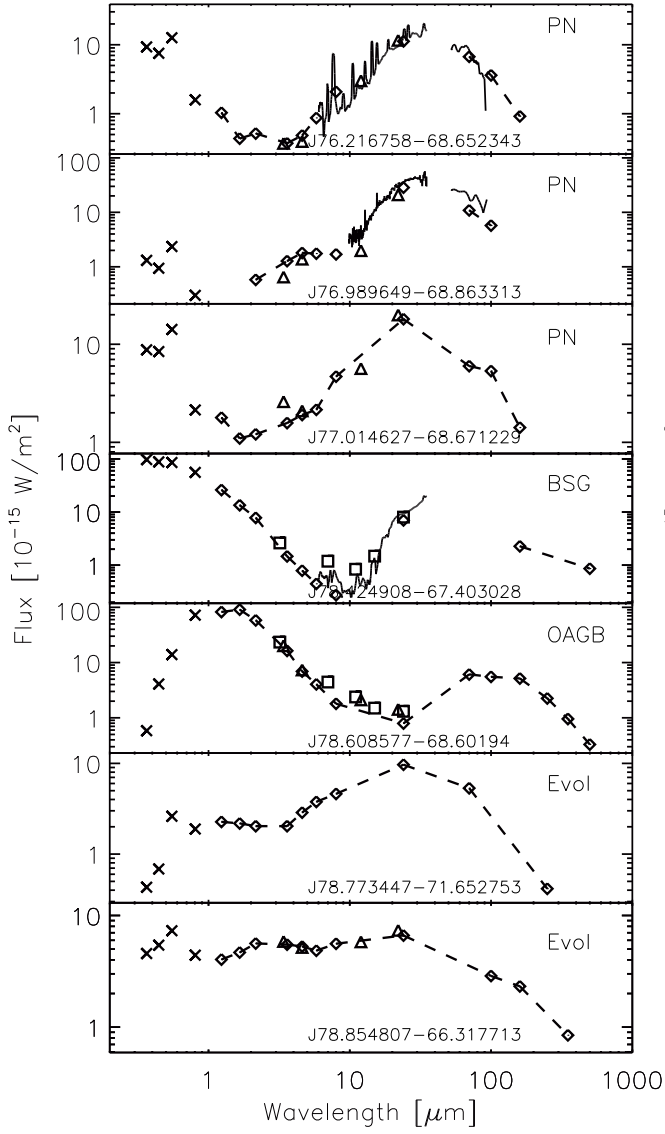 PN
10
1
J76.216758−68.652343
100
PN
10
1
J76.989649−68.863313
PN
10
1
J77.014627−68.671229
100
BSG
10
1
24908−67.403028
100
OAGB
10
1
J78.608577−68.60194
10
Evol
1
J78.773447−71.652753
10
Evol
1
J78.854807−66.317713
1 10 100 1000
Wavelength [μm]
Flux [10⁻¹⁵ W/m²]